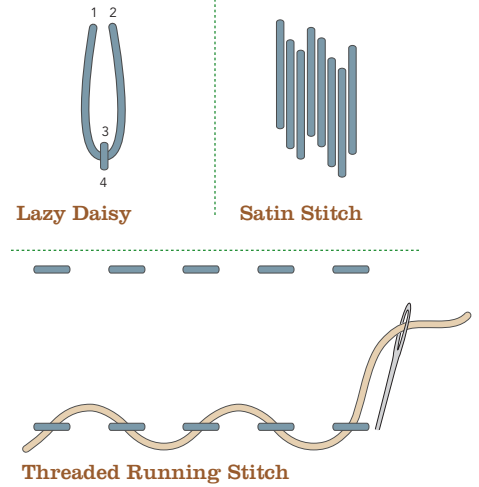 1 2
3
4
Lazy Daisy
Satin Stitch
Threaded Running Stitch